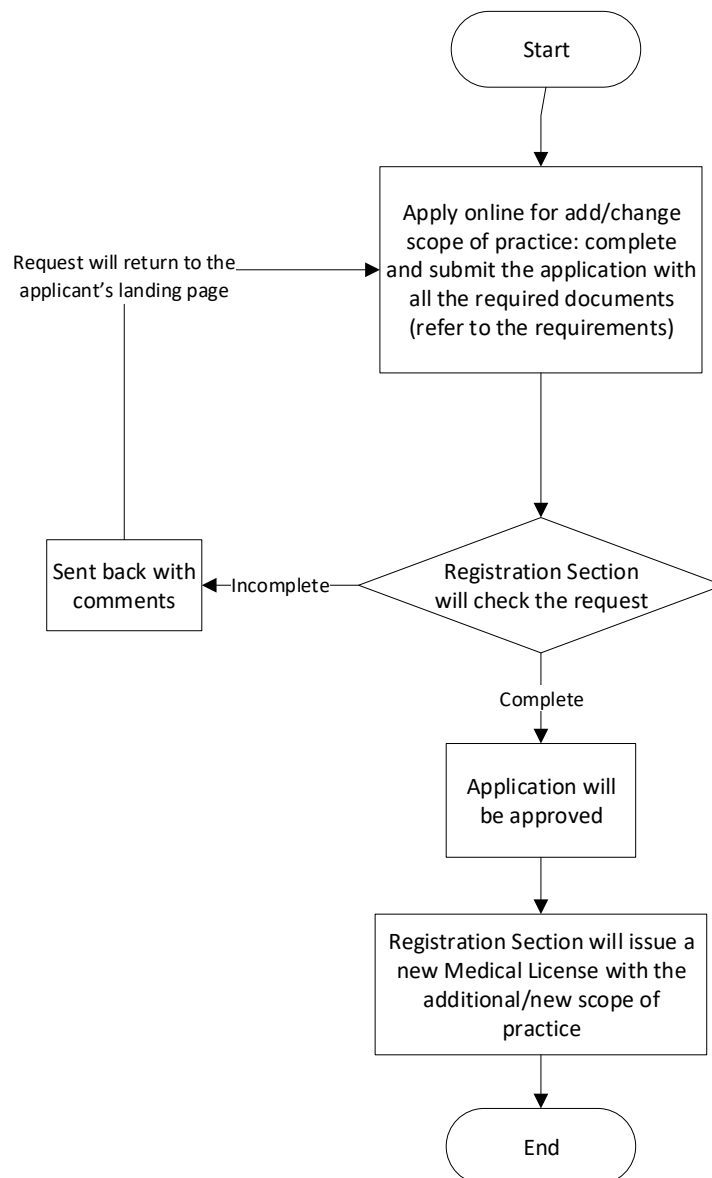 Start
Apply online for add/change
scope of practice: complete
and submit the application with
all the required documents
(refer to the requirements)
Request will return to the
applicant’s landing page
Registration Section
will check the request
Incomplete
Sent back with
comments
Complete
Application will
be approved
Registration Section will issue a
new Medical License with the
additional/new scope of
practice
End